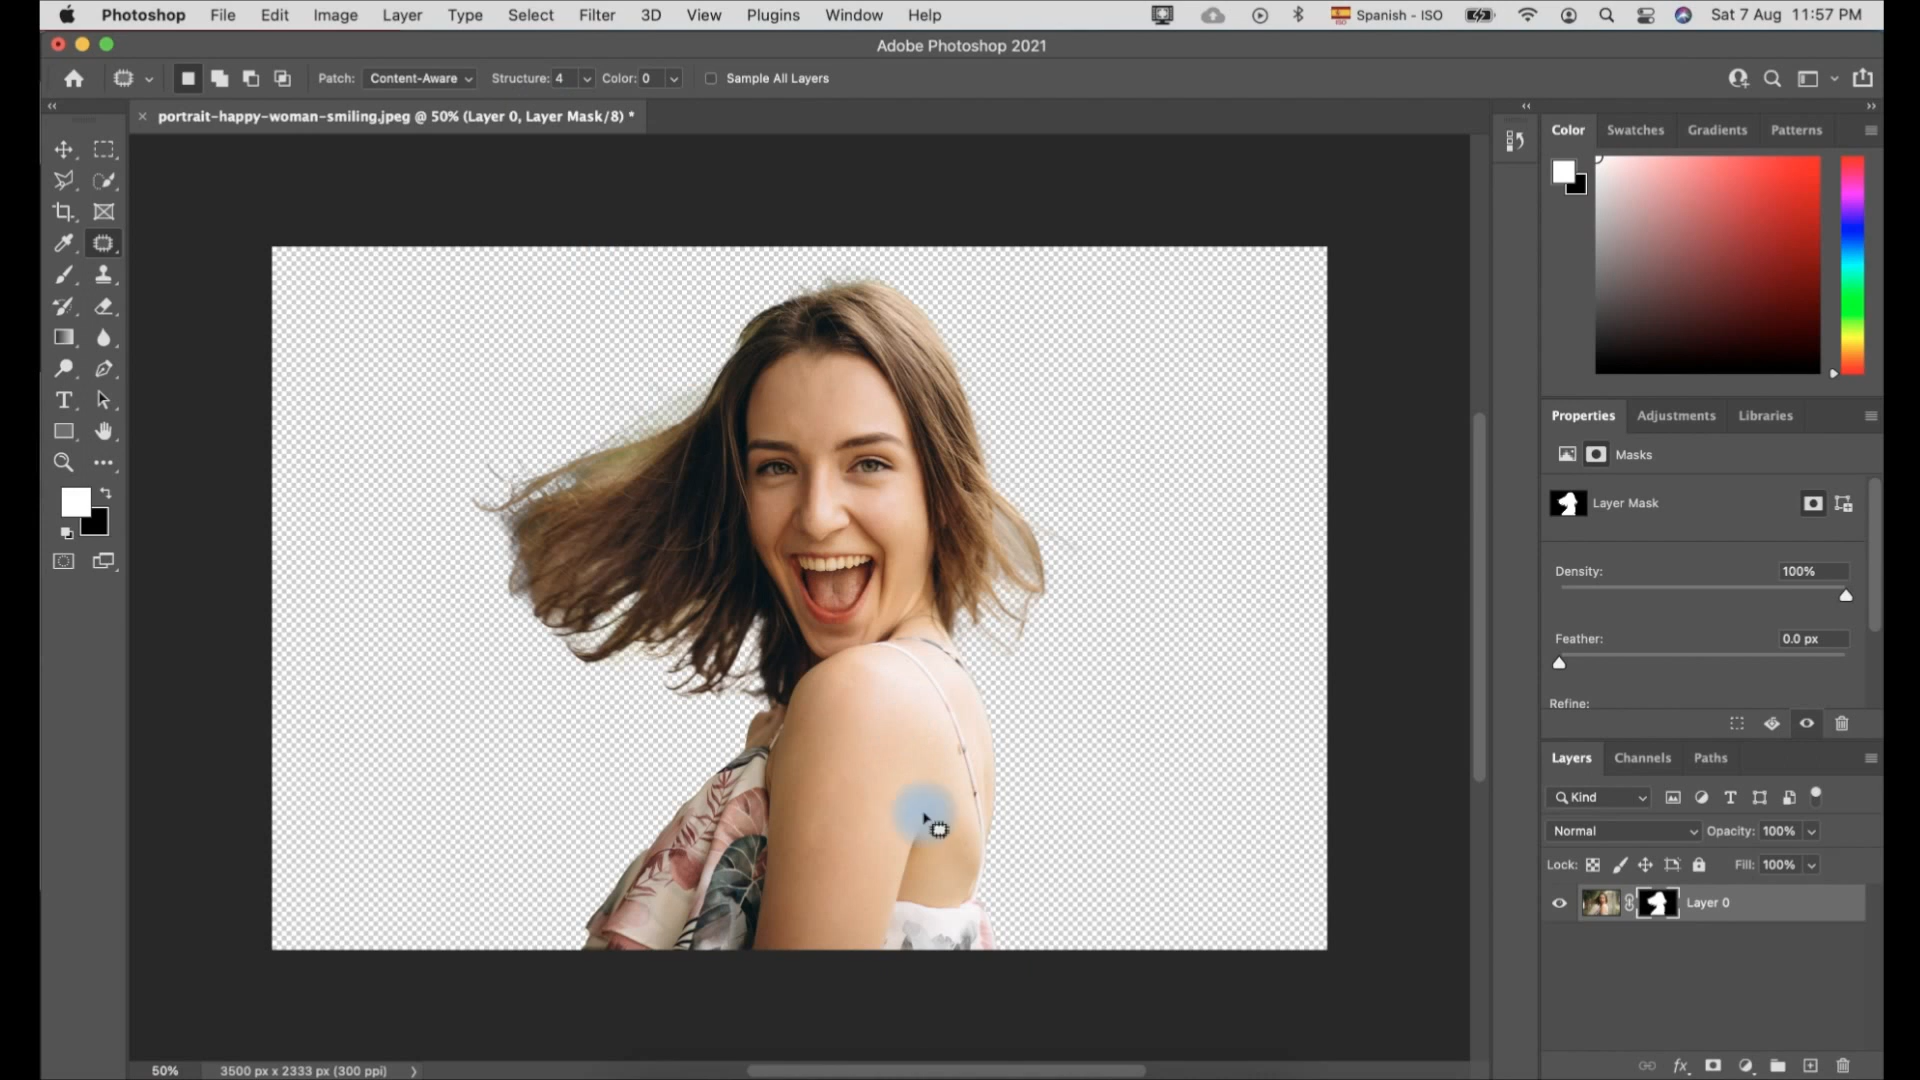 Photoshop File Edit Image Layer Type Select Filter 3D View Plugins Window Help Spanish - ISO Sat 7 Aug 11:57 PM
Adobe Photoshop 2021
Patch: Content-Aware Structure: 4 Color: 0 Sample All Layers
portrait-happy-woman-smiling.jpeg @ 50% (Layer 0, Layer Mask/8) *
Color Swatches Gradients Patterns
Properties Adjustments Libraries
Masks
Layer Mask
Density: 100%
Feather: 0.0 px
Refine:
Layers Channels Paths
Kind
Normal Opacity: 100%
Lock: Fill: 100%
Layer 0
50% 3500 px x 2333 px (300 ppi)